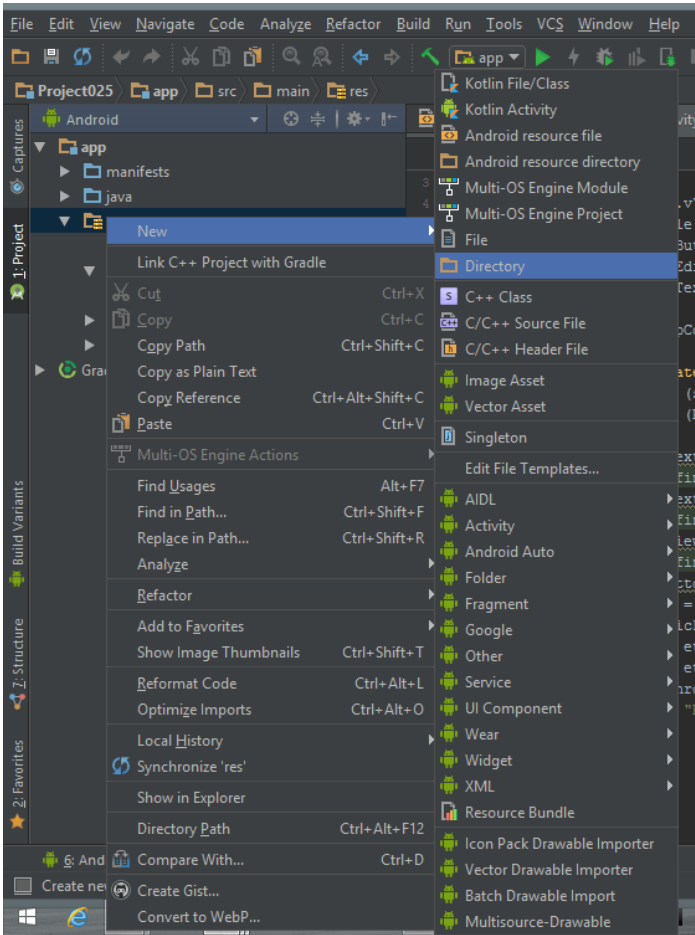 File Edit View Navigate Code Analyze Refactor Build Run Tools VCS Window Help
app
Project025 app src main res
Android
Captures
1: Project
Build Variants
7: Structure
2: Favorites
app
manifests
java
New
Link C++ Project with Gradle
Cut Ctrl+X
Copy Ctrl+C
Copy Path Ctrl+Shift+C
Copy as Plain Text
Copy Reference Ctrl+Alt+Shift+C
Paste Ctrl+V
Multi-OS Engine Actions
Find Usages Alt+F7
Find in Path... Ctrl+Shift+F
Replace in Path... Ctrl+Shift+R
Analyze
Refactor
Add to Favorites
Show Image Thumbnails Ctrl+Shift+T
Reformat Code Ctrl+Alt+L
Optimize Imports Ctrl+Alt+O
Local History
Synchronize 'res'
Show in Explorer
Directory Path Ctrl+Alt+F12
Compare With... Ctrl+D
Create Gist...
Convert to WebP...
Kotlin File/Class
Kotlin Activity
Android resource file
Android resource directory
Multi-OS Engine Module
Multi-OS Engine Project
File
Directory
C++ Class
C/C++ Source File
C/C++ Header File
Image Asset
Vector Asset
Singleton
Edit File Templates...
AIDL
Activity
Android Auto
Folder
Fragment
Google
Other
Service
UI Component
Wear
Widget
XML
Resource Bundle
Icon Pack Drawable Importer
Vector Drawable Importer
Batch Drawable Import
Multisource-Drawable
Gra
6: And
Create ne
3
4